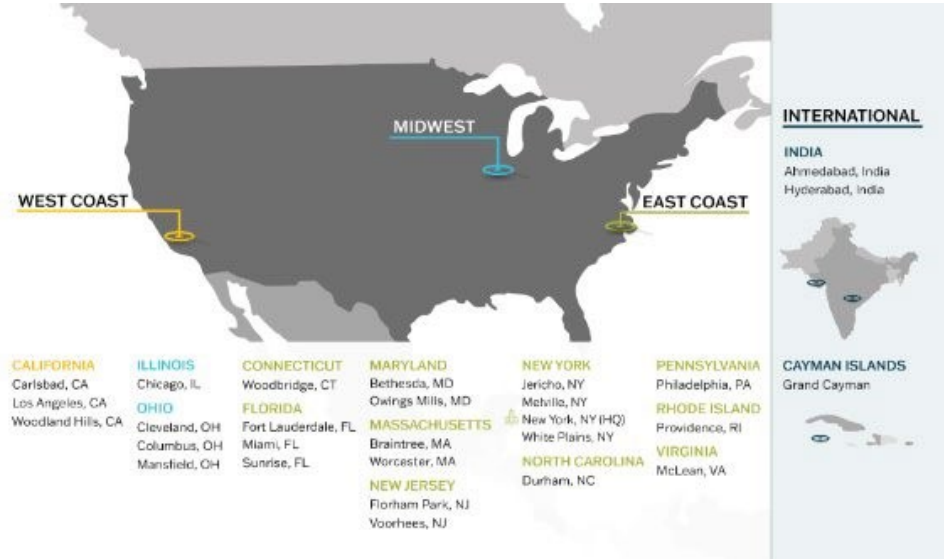 MIDWEST
WEST COAST
EAST COAST
CALIFORNIA
Carlsbad, CA
Los Angeles, CA
Woodland Hills, CA
ILLINOIS
Chicago, IL
OHIO
Cleveland, OH
Columbus, OH
Mansfield, OH
CONNECTICUT
Woodbridge, CT
FLORIDA
Fort Lauderdale, FL
Miami, FL
Sunrise, FL
MARYLAND
Bethesda, MD
Owings Mills, MD
MASSACHUSETTS
Braintree, MA
Worcester, MA
NEW JERSEY
Florham Park, NJ
Voorhees, NJ
NEW YORK
Jericho, NY
Melville, NY
New York, NY (HQ)
White Plains, NY
NORTH CAROLINA
Durham, NC
PENNSYLVANIA
Philadelphia, PA
RHODE ISLAND
Providence, RI
VIRGINIA
McLean, VA
INTERNATIONAL
INDIA
Ahmedabad, India
Hyderabad, India
CAYMAN ISLANDS
Grand Cayman